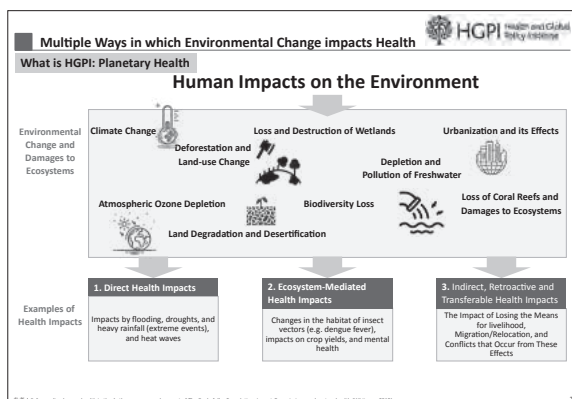 Multiple Ways in which Environmental Change impacts Health
HGPI Health and Global
Policy Institute
What is HGPI: Planetary Health
Human Impacts on the Environment
Environmental
Change and
Damages to
Ecosystems
Climate Change
Loss and Destruction of Wetlands
Urbanization and its Effects
Deforestation and
Land-use Change
Depletion and
Pollution of Freshwater
Atmospheric Ozone Depletion
Biodiversity Loss
Loss of Coral Reefs and
Damages to Ecosystems
Land Degradation and Desertification
Examples of
Health Impacts
1. Direct Health Impacts
Impacts by flooding, droughts, and
heavy rainfall (extreme events), and
heat waves
2. Ecosystem-Mediated
Health Impacts
Changes in the habitat of insect
vectors (e.g. dengue fever),
impacts on crop yields, and mental
health
3. Indirect, Retroactive and
Transferable Health Impacts
The Impact of Losing the Means
for livelihood,
Migration/Relocation, and
Conflicts that Occur from These
Effects